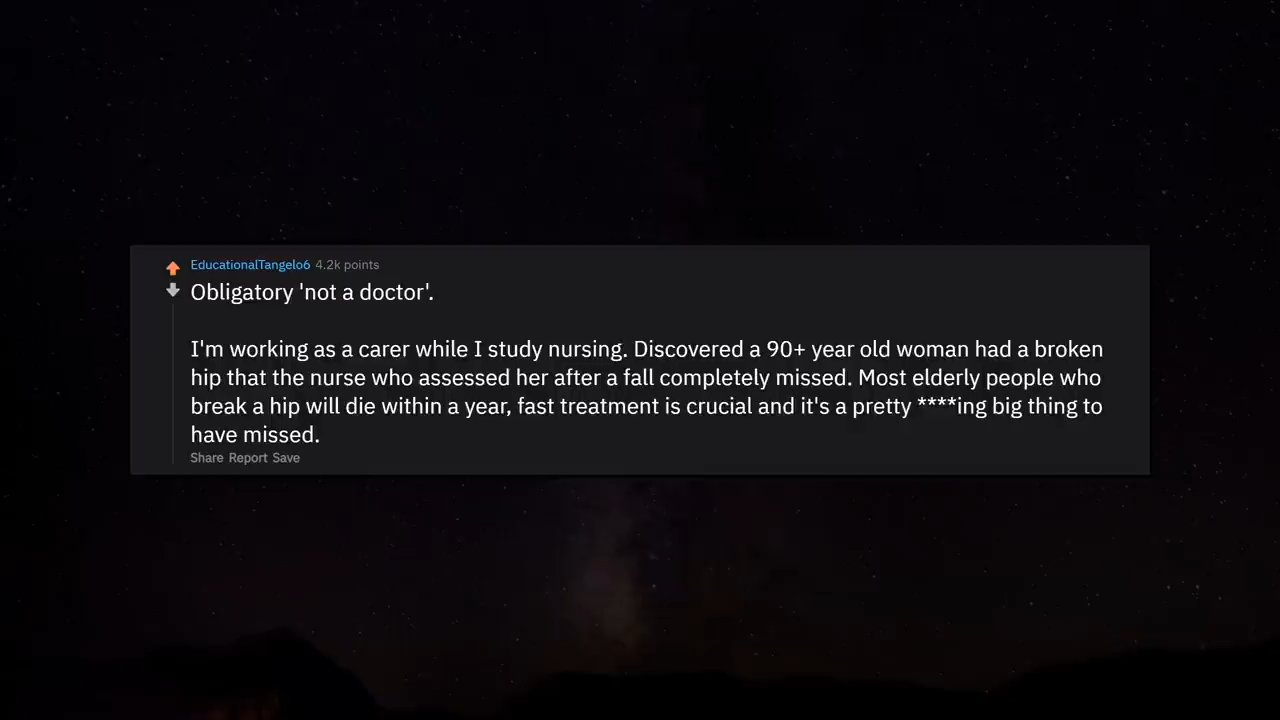 EducationalTangelo6 4.2k points
Obligatory 'not a doctor'.
I'm working as a carer while I study nursing. Discovered a 90+ year old woman had a broken
hip that the nurse who assessed her after a fall completely missed. Most elderly people who
break a hip will die within a year, fast treatment is crucial and it's a pretty ****ing big thing to
have missed.
Share Report Save